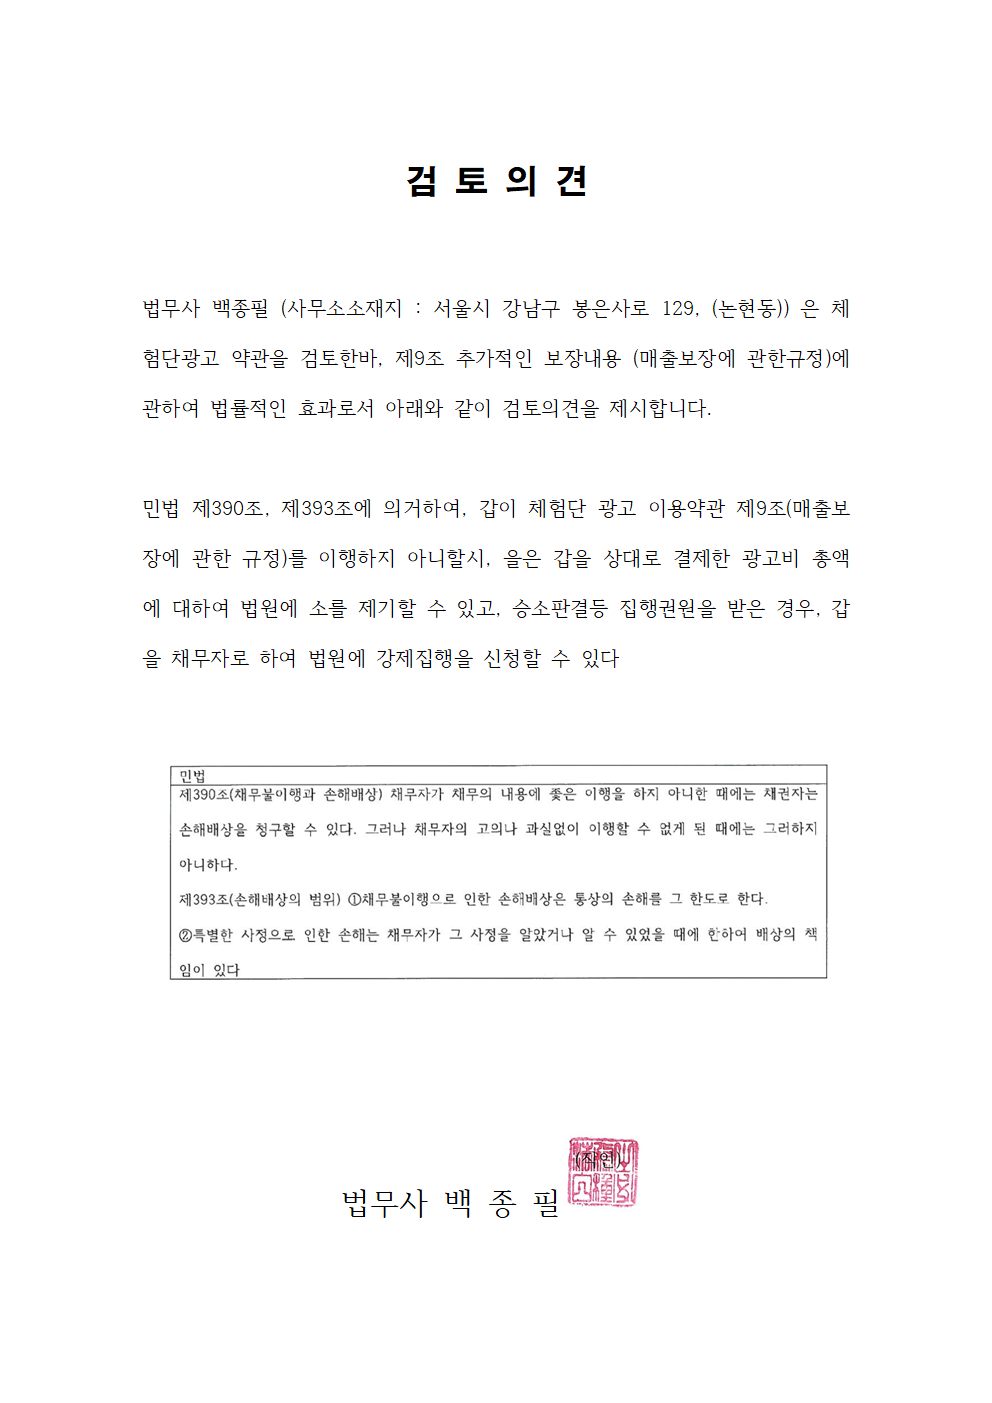 검 토 의 견
법무사 백종필 (사무소소재지 : 서울시 강남구 봉은사로 129, (논현동)) 은 체
험단광고 약관을 검토한바, 제9조 추가적인 보장내용 (매출보장에 관한규정)에
관하여 법률적인 효과로서 아래와 같이 검토의견을 제시합니다.
민법 제390조, 제393조에 의거하여, 갑이 체험단 광고 이용약관 제9조(매출보
장에 관한 규정)를 이행하지 아니할시, 을은 갑을 상대로 결제한 광고비 총액
에 대하여 법원에 소를 제기할 수 있고, 승소판결등 집행권원을 받은 경우, 갑
을 채무자로 하여 법원에 강제집행을 신청할 수 있다
민법
제390조(채무불이행과 손해배상) 채무자가 채무의 내용에 좇은 이행을 하지 아니한 때에는 채권자는
손해배상을 청구할 수 있다. 그러나 채무자의 고의나 과실없이 이행할 수 없게 된 때에는 그러하지
아니하다.
제393조(손해배상의 범위) ①채무불이행으로 인한 손해배상은 통상의 손해를 그 한도로 한다.
②특별한 사정으로 인한 손해는 채무자가 그 사정을 알았거나 알 수 있었을 때에 한하여 배상의 책
임이 있다
(직인)
법무사 백 종 필